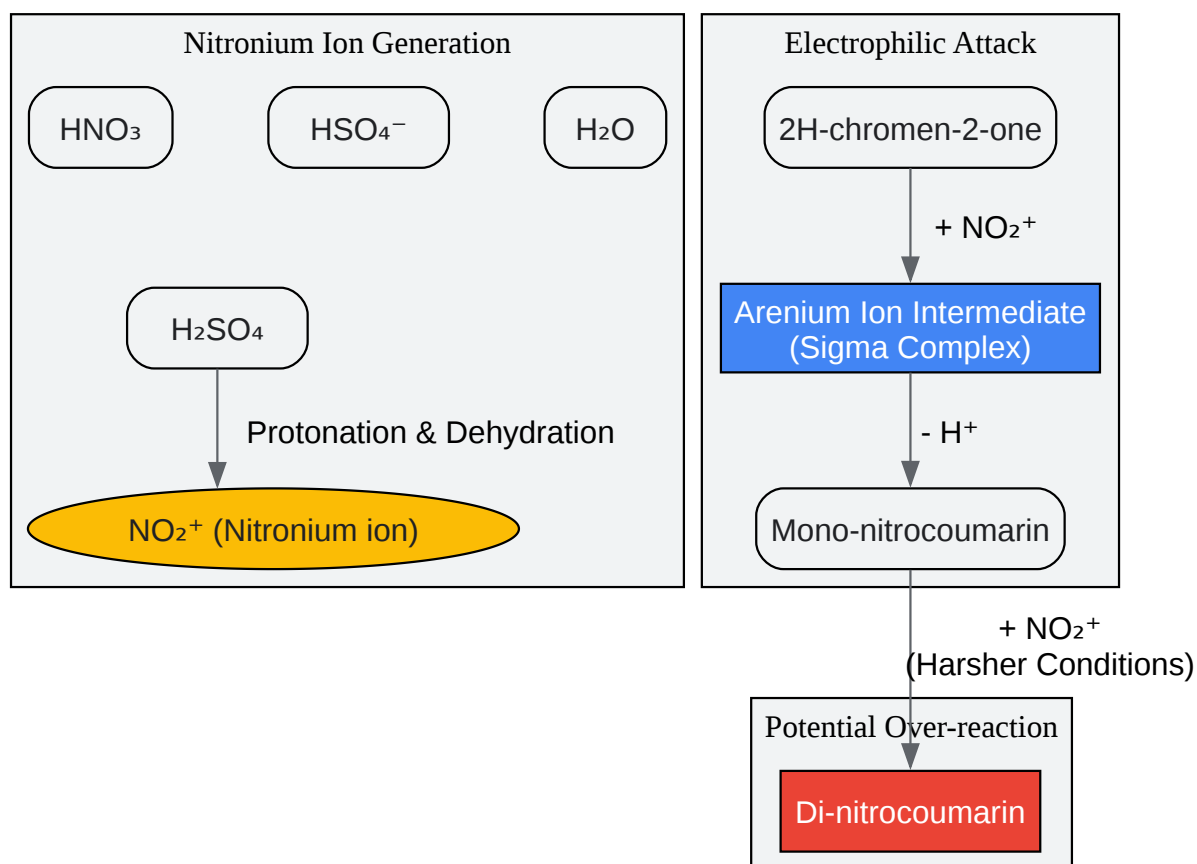 Nitronium Ion Generation
HNO₃
HSO₄⁻
H₂O
H₂SO₄
Protonation & Dehydration
NO₂⁺ (Nitronium ion)
Electrophilic Attack
2H-chromen-2-one
+ NO₂⁺
Arenium Ion Intermediate
(Sigma Complex)
- H⁺
Mono-nitrocoumarin
+ NO₂⁺
(Harsher Conditions)
Potential Over-reaction
Di-nitrocoumarin